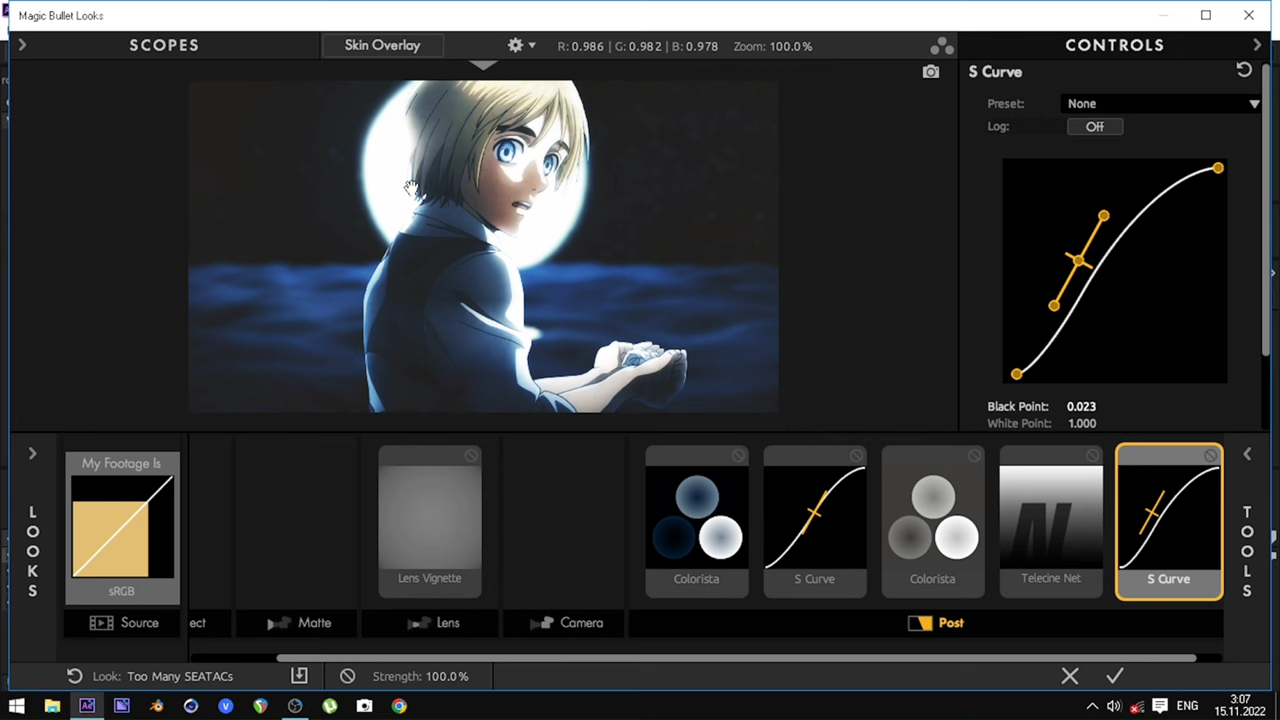 Magic Bullet Looks
SCOPES
Skin Overlay
R: 0.986 | G: 0.982 | B: 0.978 Zoom: 100.0%
CONTROLS
S Curve
Preset: None
Log: Off
Black Point: 0.023
White Point: 1.000
LOOKS
My Footage Is
sRGB
Lens Vignette
Colorista
S Curve
Colorista
Telecine Net
S Curve
TOOLS
Source
ect
Matte
Lens
Camera
Post
Look: Too Many SEATACs
Strength: 100.0%
Ae
ENG
3:07
15.11.2022